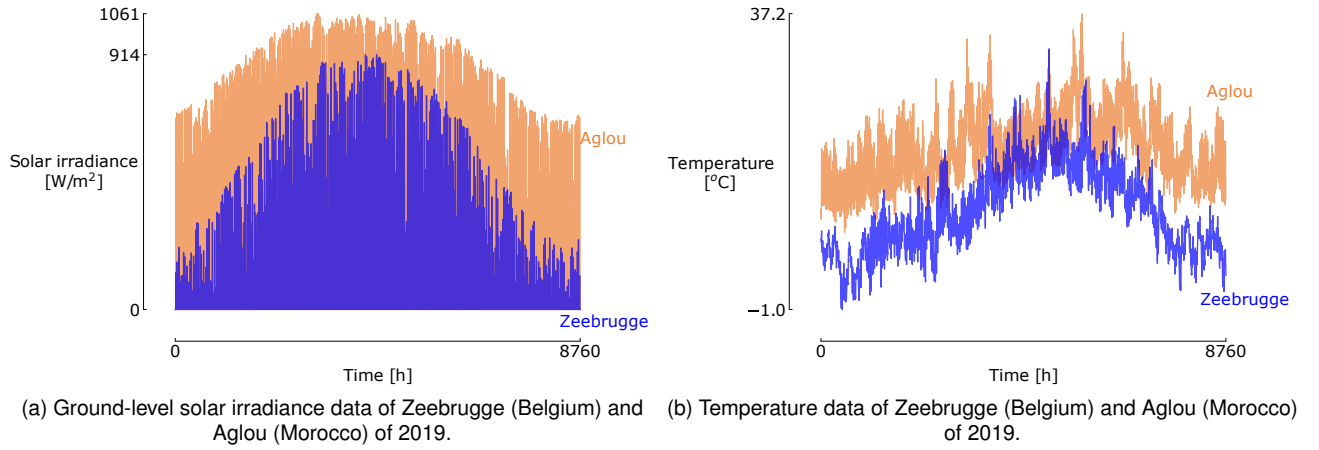 1061
914
Solar irradiance
[W/m²]
0
Aglou
Zeebrugge
0
8760
Time [h]
(a) Ground-level solar irradiance data of Zeebrugge (Belgium) and
Aglou (Morocco) of 2019.
37.2
Aglou
Temperature
[°C]
Zeebrugge
−1.0
0
8760
Time [h]
(b) Temperature data of Zeebrugge (Belgium) and Aglou (Morocco)
of 2019.